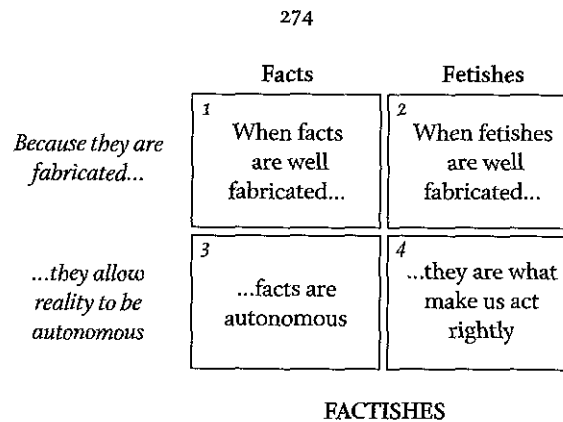 274
Facts
Fetishes
Because they are
fabricated...
1
When facts
are well
fabricated...
2
When fetishes
are well
fabricated...
...they allow
reality to be
autonomous
3
...facts are
autonomous
4
...they are what
make us act
rightly
FACTISHES